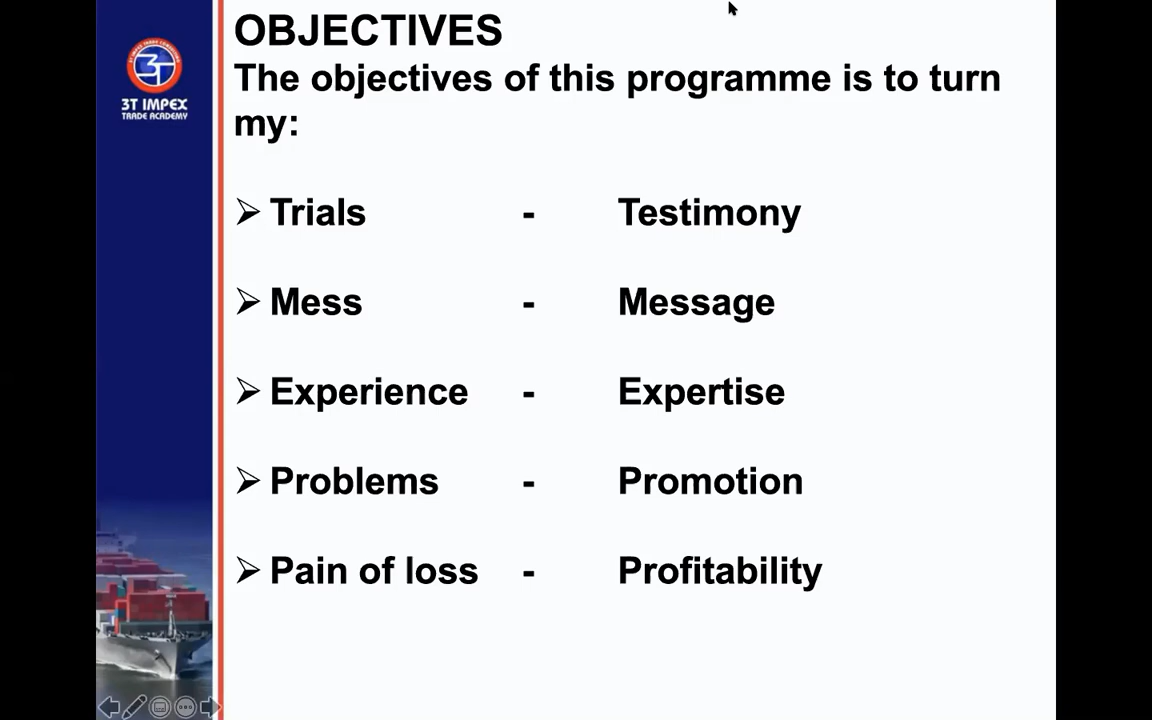 OBJECTIVES
The objectives of this programme is to turn
my:
3T IMPEX
TRADE ACADEMY
➢ Trials - Testimony
➢ Mess - Message
➢ Experience - Expertise
➢ Problems - Promotion
➢ Pain of loss - Profitability